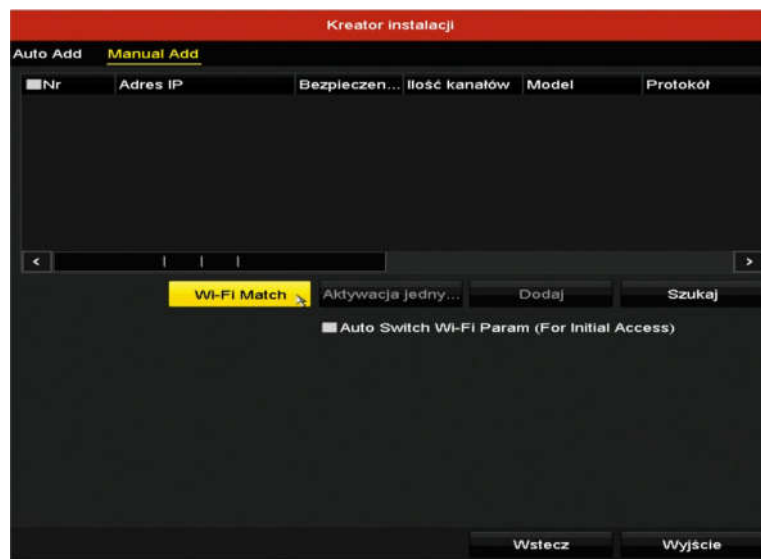 Kreator instalacji
Auto Add Manual Add
Nr Adres IP Bezpieczen... Ilość kanałów Model Protokół
< >
Wi-Fi Match Aktywacja jedny... Dodaj Szukaj
Auto Switch Wi-Fi Param (For Initial Access)
Wstecz Wyjście